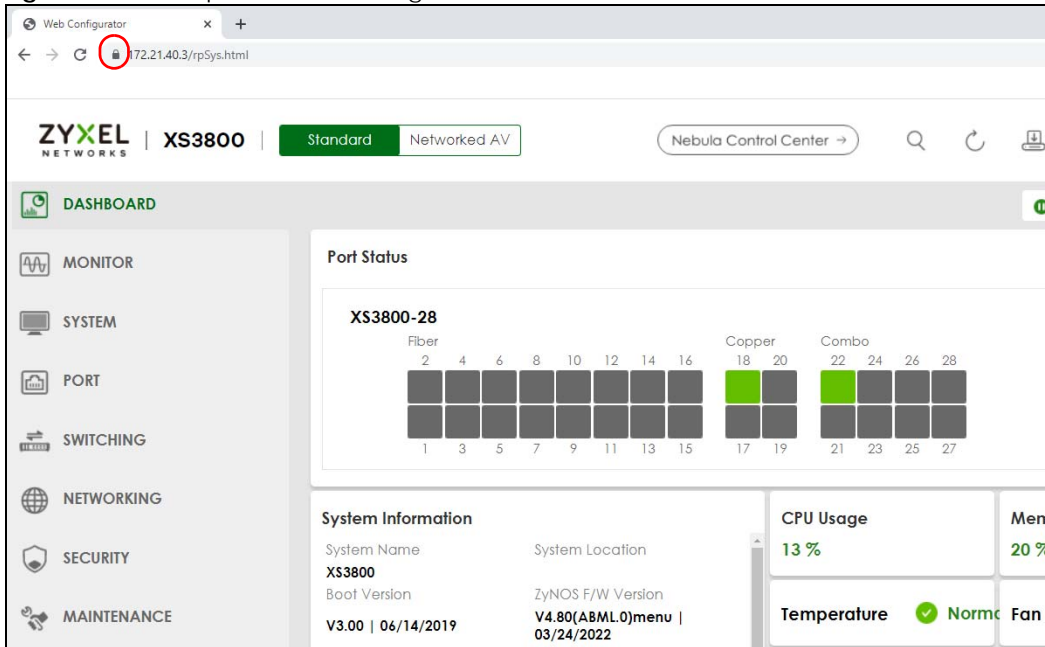 Web Configurator
172.21.40.3/rpSys.html
ZYXEL NETWORKS | XS3800 | Standard Networked AV Nebula Control Center →
DASHBOARD
MONITOR
SYSTEM
PORT
SWITCHING
NETWORKING
SECURITY
MAINTENANCE
Port Status
XS3800-28
Fiber Copper Combo
2 4 6 8 10 12 14 16 18 20 22 24 26 28
1 3 5 7 9 11 13 15 17 19 21 23 25 27
System Information
System Name System Location
XS3800
Boot Version ZyNOS F/W Version
V3.00 | 06/14/2019 V4.80(ABML.0)menu |
03/24/2022
CPU Usage
13 %
20 %
Temperature
Fan